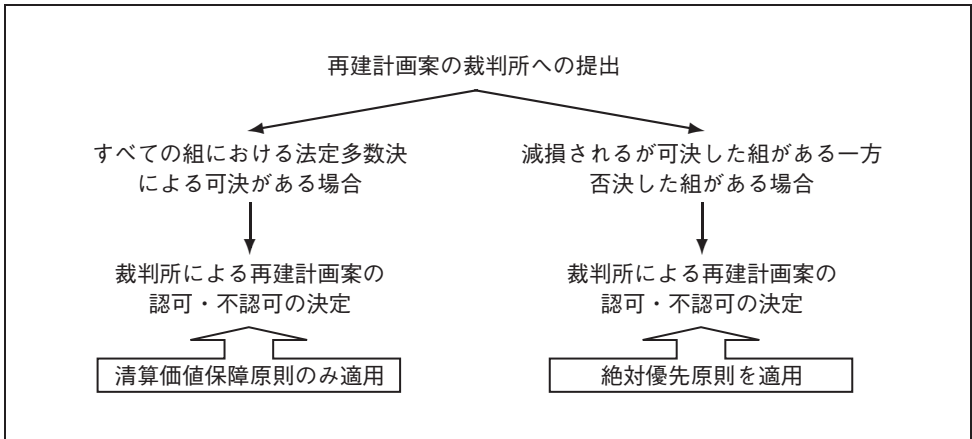 再建計画案の裁判所への提出
すべての組における法定多数決
による可決がある場合
減損されるが可決した組がある一方
否決した組がある場合
裁判所による再建計画案の
認可・不認可の決定
裁判所による再建計画案の
認可・不認可の決定
清算価値保障原則のみ適用
絶対優先原則を適用